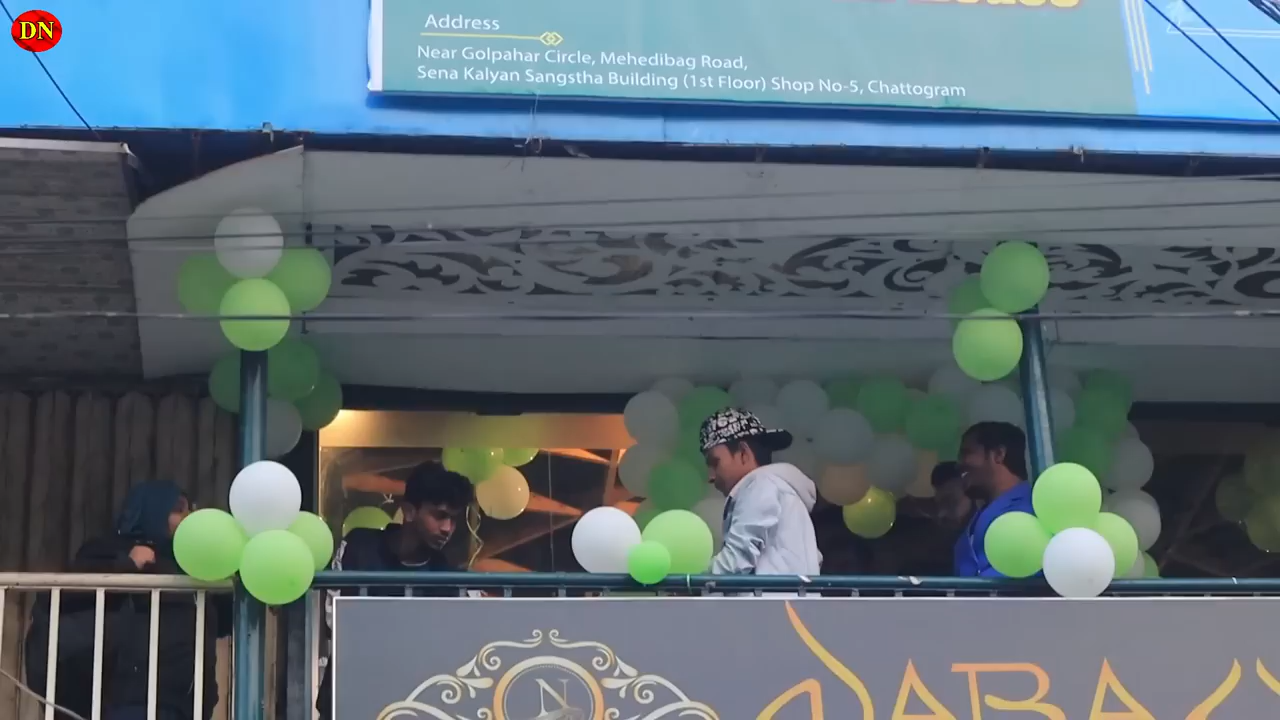 DN
Address
Near Golpahar Circle, Mehedibag Road,
Sena Kalyan Sangstha Building (1st Floor) Shop No-5, Chattogram
N